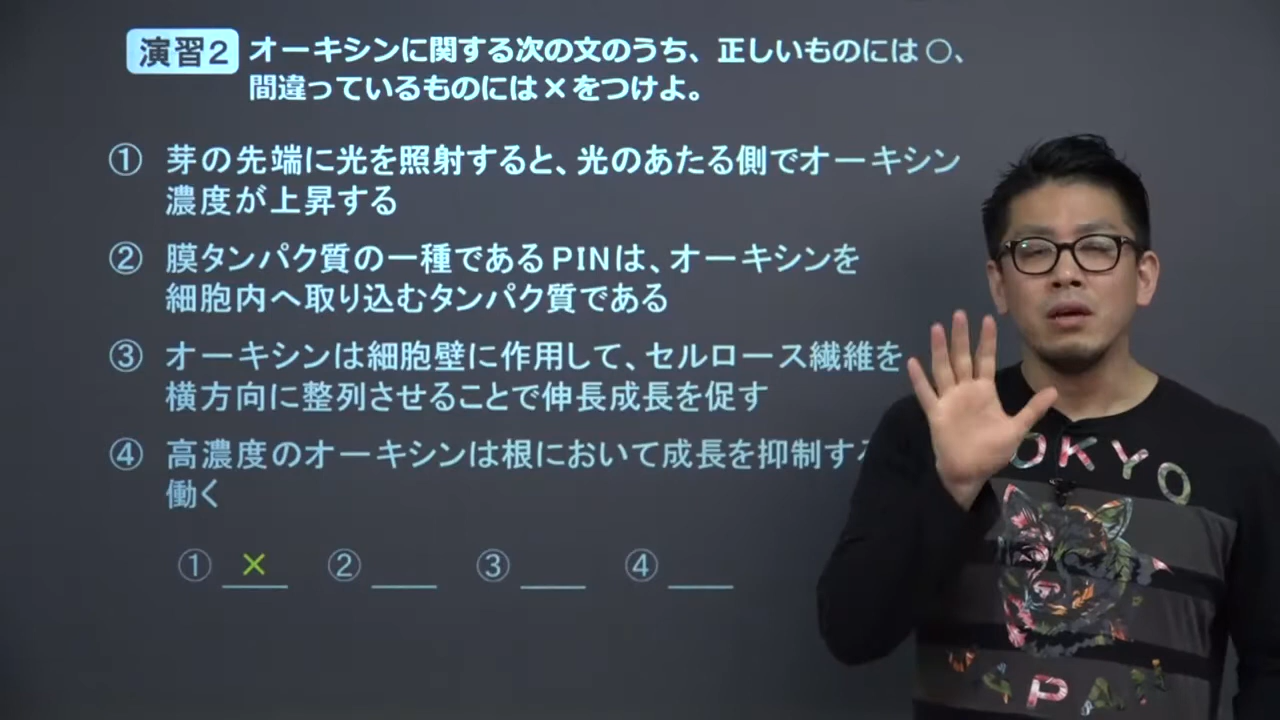 演習2 オーキシンに関する次の文のうち、正しいものには○、
間違っているものには×をつけよ。
① 芽の先端に光を照射すると、光のあたる側でオーキシン
濃度が上昇する
② 膜タンパク質の一種であるPINは、オーキシンを
細胞内へ取り込むタンパク質である
③ オーキシンは細胞壁に作用して、セルロース繊維を
横方向に整列させることで伸長成長を促す
④ 高濃度のオーキシンは根において成長を抑制する
働く
① × ② ③ ④
TOKYO
JAPAN